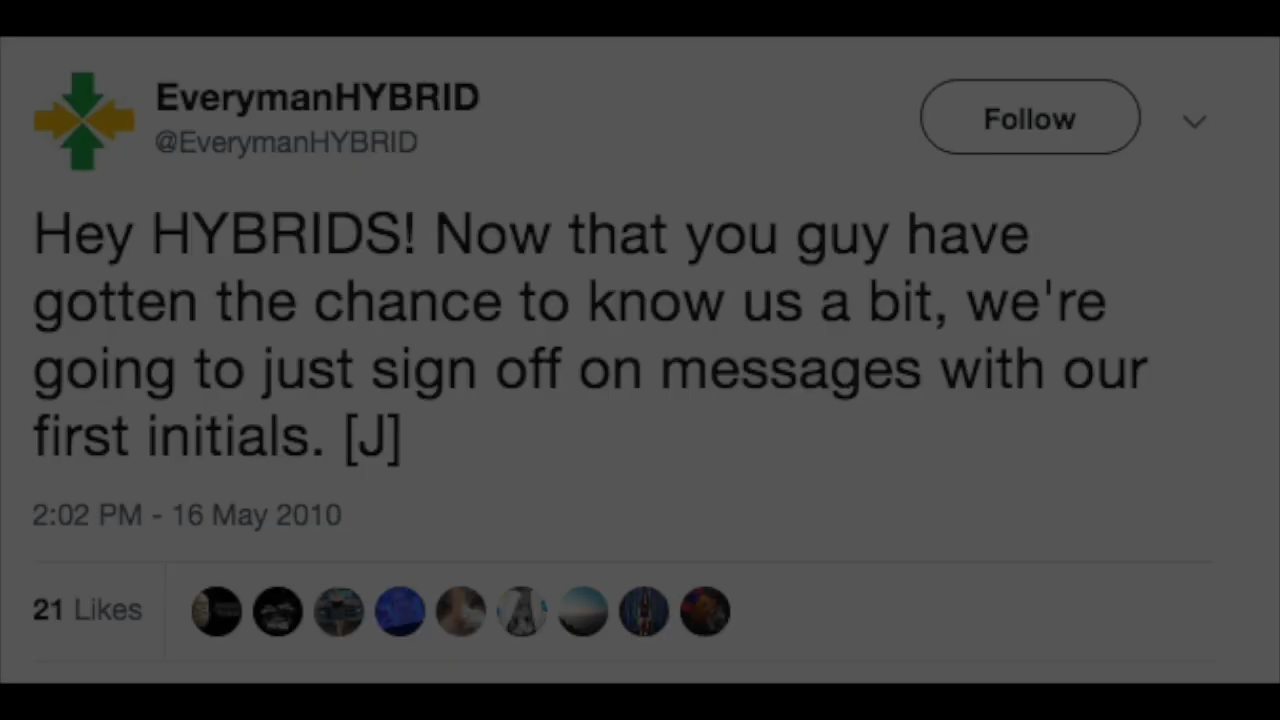 EverymanHYBRID
@EverymanHYBRID
Follow
Hey HYBRIDS! Now that you guy have
gotten the chance to know us a bit, we're
going to just sign off on messages with our
first initials. [J]
2:02 PM - 16 May 2010
21 Likes